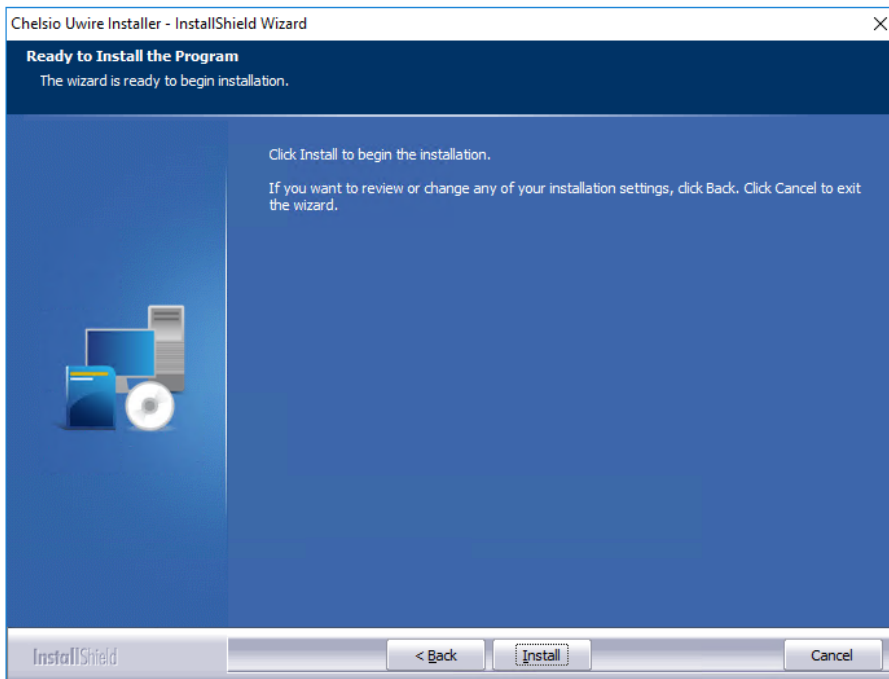 Chelsio Uwire Installer - InstallShield Wizard
Ready to Install the Program
The wizard is ready to begin installation.
Click Install to begin the installation.
If you want to review or change any of your installation settings, click Back. Click Cancel to exit
the wizard.
InstallShield
< Back
Install
Cancel